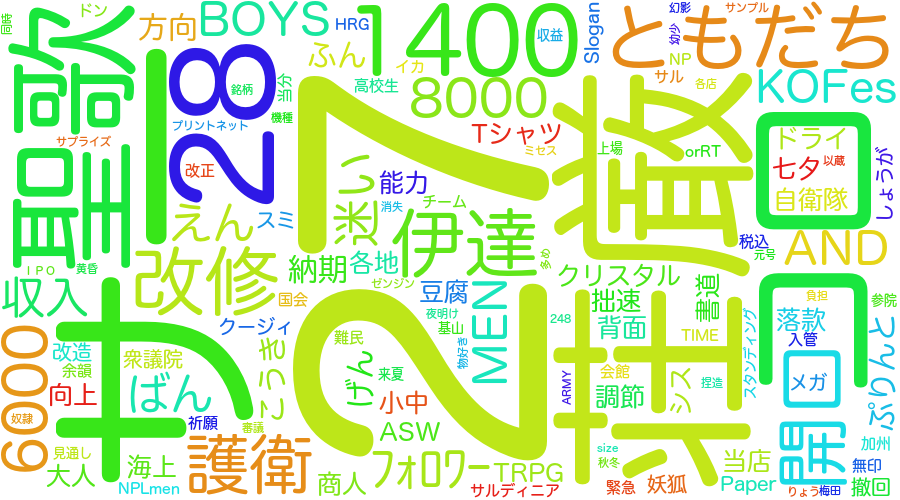 聖歌
28
BOYS
HRG
1400
収益
Slogan
幻影
サンプル
ともだち
同時
ドン
方向
ふん
イカ
NP
幼少
サル
各店
KOFes
高校生
8000
銘柄
当分
機種
プリントネット
サプライズ
改正
Tシャツ
ミセス
上場
orRT
ドライ
七夕
以蔵
自衛隊
しょうが
27
厳
回
迷い
能力
チーム
消失
伊達
えん
スミ
多め
税込
元号
AND
IPO
黄昏
改修
納期
各地
ゼンジン
クリスタル
収入
国会
豆腐
MEN
拙速
書道
負担
参院
クージィ
夜明け
基山
背面
248
TIME
落款
入管
スタンディング
6000
サ
改造
衆議院
余韻
難民
物好き
会館
ぷりんと
向上
ばん
こうき
げん
来夏
小中
ARMY
調節
シス
捏造
メガ
奴隷
祈願
審議
ASW
荘
開
加州
見通し
護衛
フォロワー
size
秋冬
当店
無印
大人
海上
NPLmen
商人
TRPG
サルディニア
緊急
妖狐
Paper
りょう
梅田
撤回